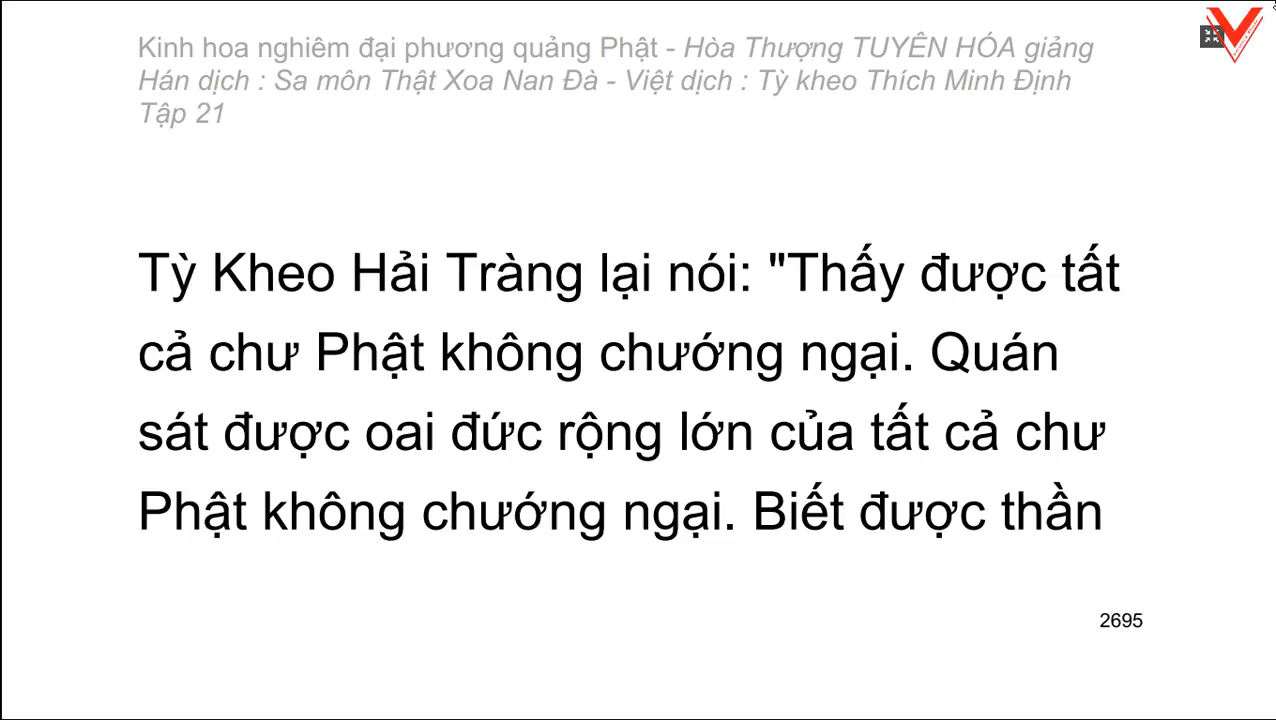 Kinh hoa nghiêm đại phương quảng Phật - Hòa Thượng TUYÊN HÓA giảng
Hán dịch : Sa môn Thật Xoa Nan Đà - Việt dịch : Tỳ kheo Thích Minh Định
Tập 21
Tỳ Kheo Hải Tràng lại nói: "Thấy được tất
cả chư Phật không chướng ngại. Quán
sát được oai đức rộng lớn của tất cả chư
Phật không chướng ngại. Biết được thần
2695